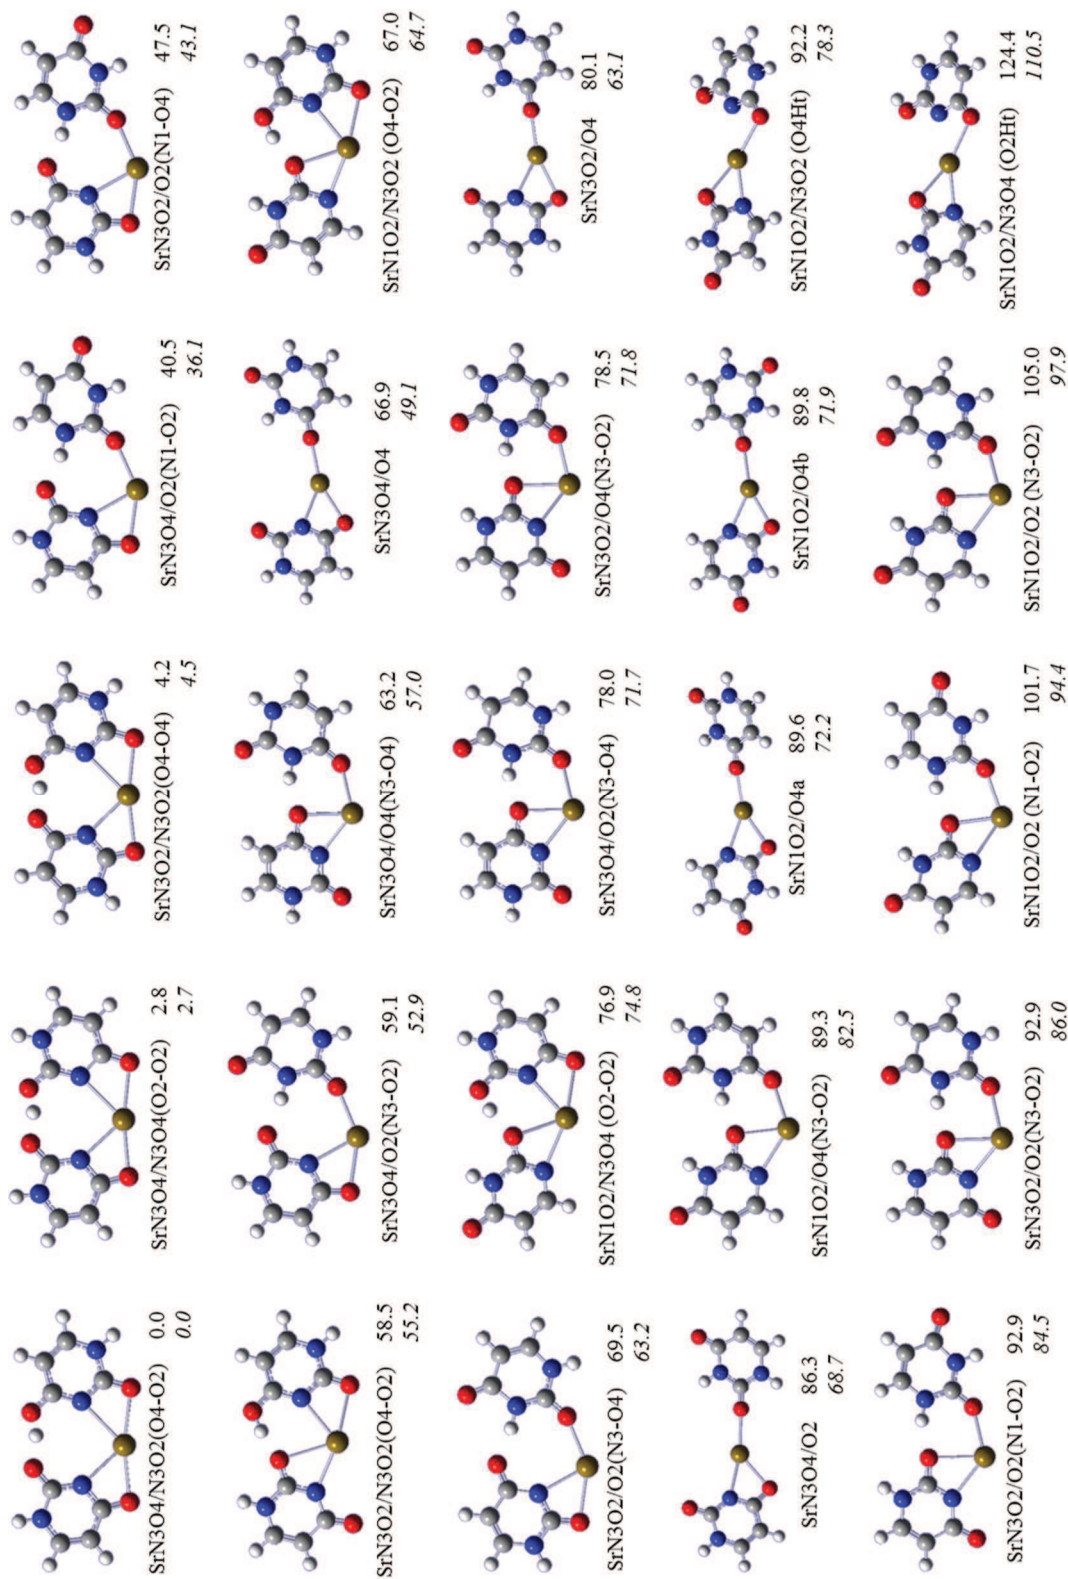 SrN3O4/N3O2(O4-O2) 0.0
0.0
SrN3O4/N3O4(O2-O2) 2.8
2.7
SrN3O2/N3O2(O4-O4) 4.2
4.5
SrN3O4/O2(N1-O2) 40.5
36.1
SrN3O2/O2(N1-O4) 47.5
43.1
SrN3O2/N3O2(O4-O2) 58.5
55.2
SrN3O4/O2(N3-O2) 59.1
52.9
SrN3O4/O4(N3-O4) 63.2
57.0
SrN3O4/O4 66.9
49.1
SrN1O2/N3O2 (O4-O2) 67.0
64.7
SrN3O2/O2(N3-O4) 69.5
63.2
SrN1O2/N3O4 (O2-O2) 76.9
74.8
SrN3O4/O2(N3-O4) 78.0
71.7
SrN3O2/O4(N3-O2) 78.5
71.8
SrN3O2/O4 80.1
63.1
SrN3O4/O2 86.3
68.7
SrN1O2/O4(N3-O2) 89.3
82.5
SrN1O2/O4a 89.6
72.2
SrN1O2/O4b 89.8
71.9
SrN1O2/N3O2 (O4Ht) 92.2
78.3
SrN3O2/O2(N1-O2) 92.9
84.5
SrN3O2/O2(N3-O2) 92.9
86.0
SrN1O2/O2 (N1-O2) 101.7
94.4
SrN1O2/O2 (N3-O2) 105.0
97.9
SrN1O2/N3O4 (O2Ht) 124.4
110.5